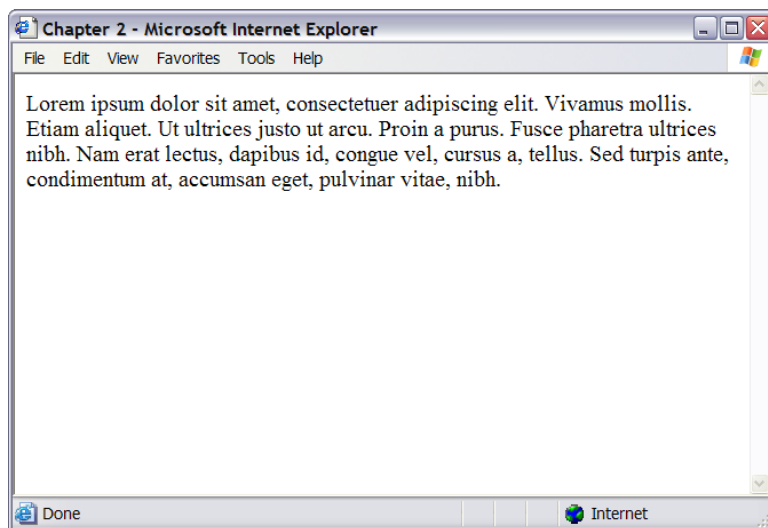 Chapter 2 - Microsoft Internet Explorer
File Edit View Favorites Tools Help
Lorem ipsum dolor sit amet, consectetuer adipiscing elit. Vivamus mollis.
Etiam aliquet. Ut ultrices justo ut arcu. Proin a purus. Fusce pharetra ultrices
nibh. Nam erat lectus, dapibus id, congue vel, cursus a, tellus. Sed turpis ante,
condimentum at, accumsan eget, pulvinar vitae, nibh.
Done Internet